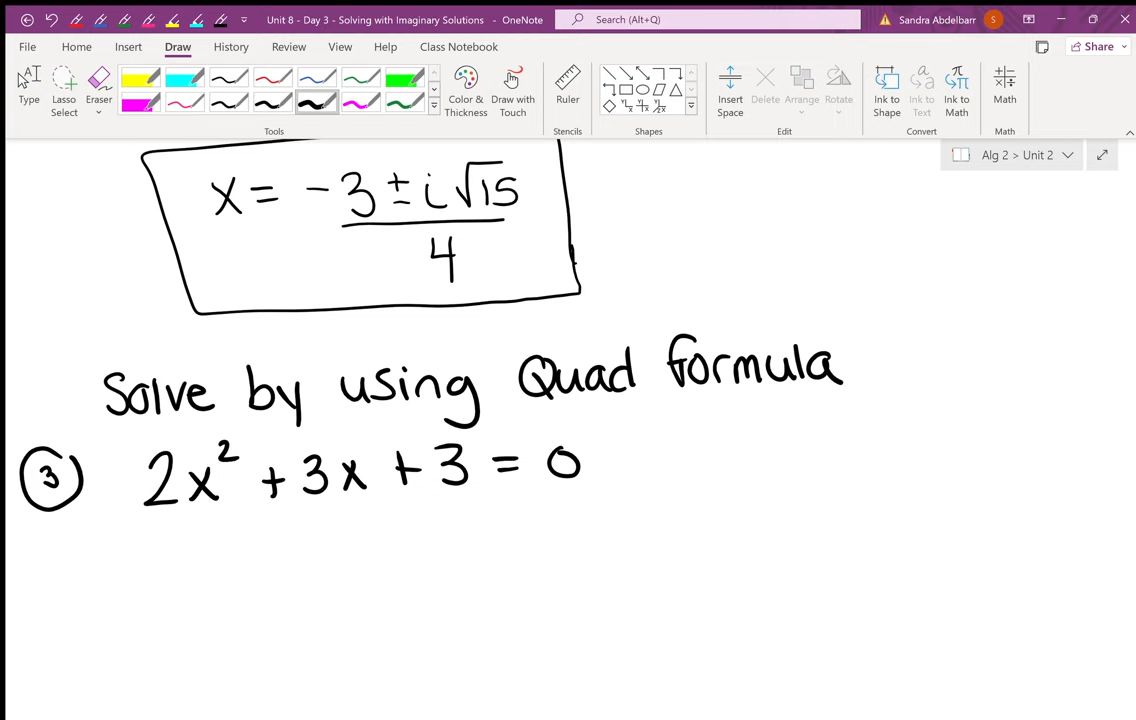 Unit 8 - Day 3 - Solving with Imaginary Solutions - OneNote
Search (Alt+Q)
Sandra Abdelbarr
S
File Home Insert Draw History Review View Help Class Notebook
Share
Type
Lasso Select
Eraser
Color & Thickness
Draw with Touch
Ruler
Insert Space
Delete
Arrange
Rotate
Ink to Shape
Ink to Text
Ink to Math
Math
Tools Stencils Shapes Edit Convert Math
Alg 2 > Unit 2
x = -3 ± i√15
4
Solve by using Quad formula
3 2x² + 3x + 3 = 0